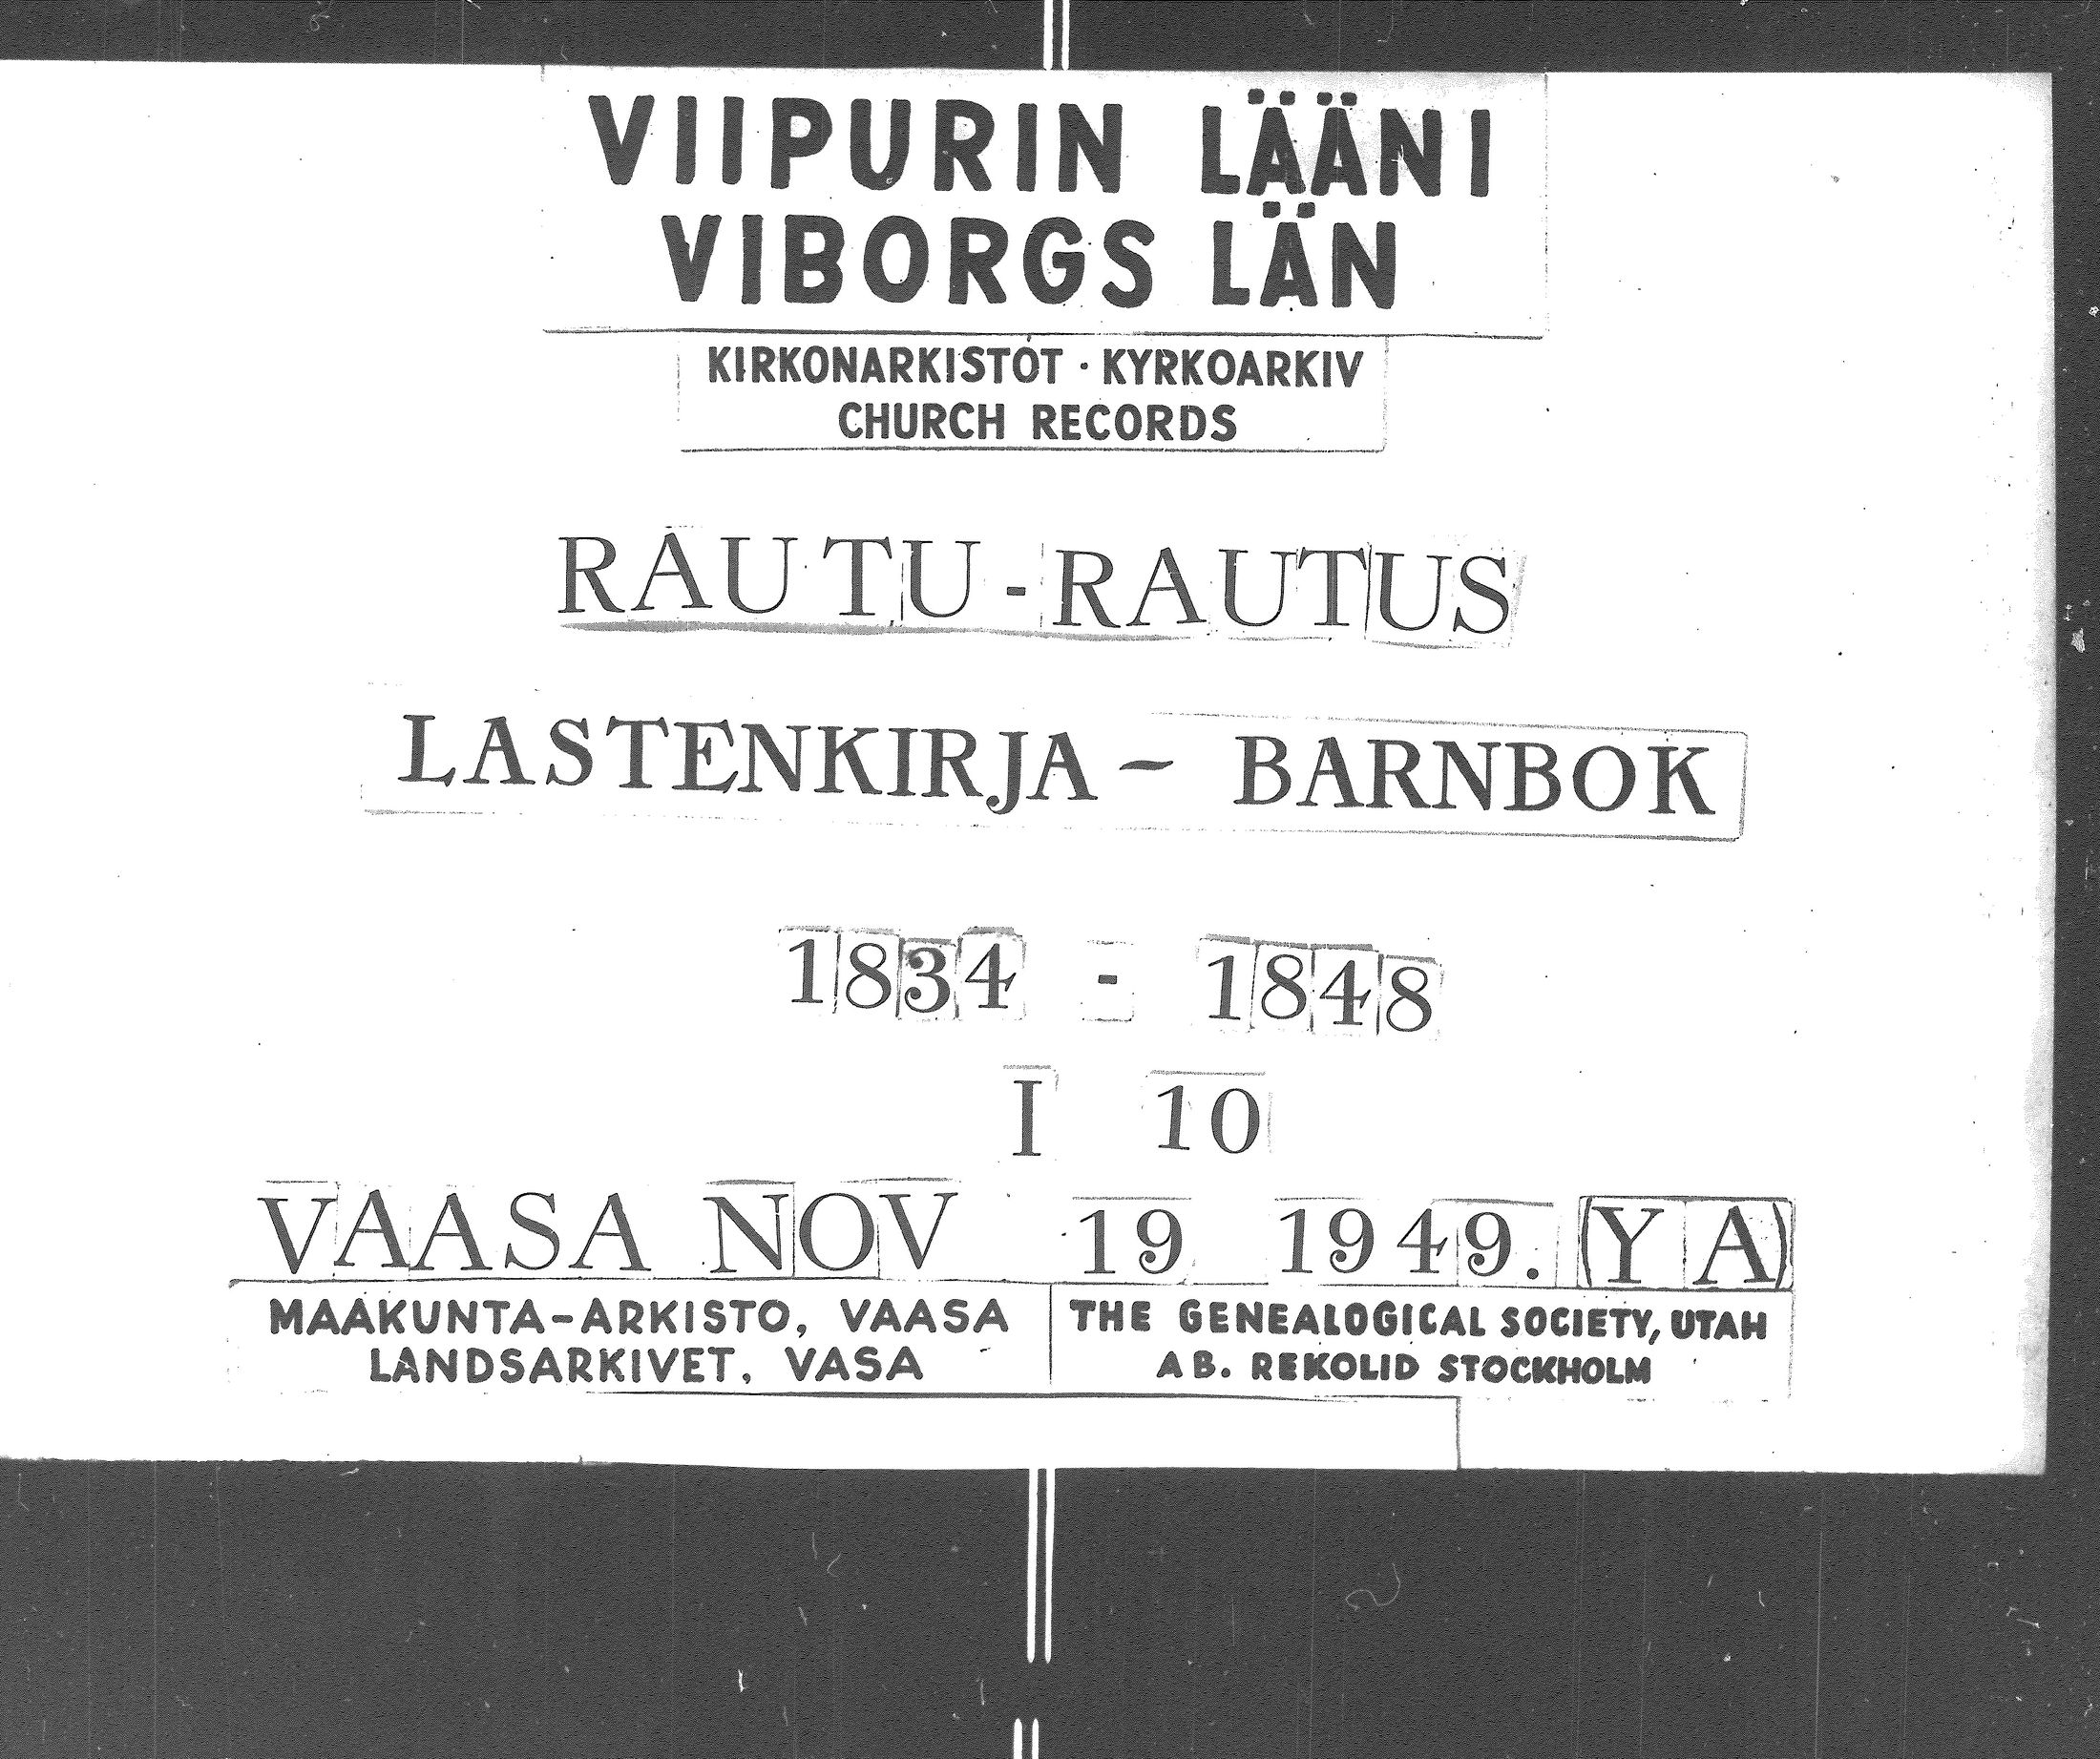 VIIPURIN LÄÄNI
VIBORGS LÄN
KIRKONARKISTOT · KYRKOARKIV
CHURCH RECORDS
RAUTU - RAUTUS
LASTENKIRJA - BARNBOK
1834 - 1848
I 10
VAASA NOV 19 1949. (Y A)
MAAKUNTA-ARKISTO, VAASA
LANDSARKIVET, VASA
THE GENEALOGICAL SOCIETY, UTAH
AB. REKOLID STOCKHOLM